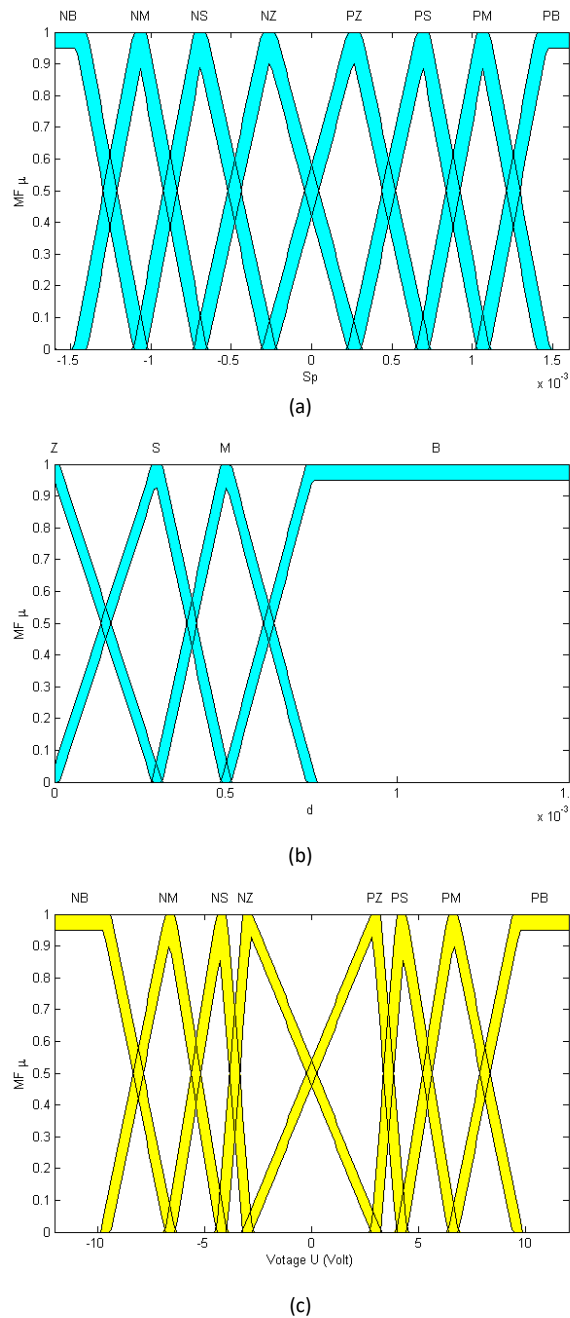 NB NM NS NZ PZ PS PM PB
1
0.9
0.8
0.7
0.6
0.5
0.4
0.3
0.2
0.1
0
MF μ
-1.5 -1 -0.5 0 0.5 1 1.5
Sp
x 10-3
(a)
Z S M B
1
0.9
0.8
0.7
0.6
0.5
0.4
0.3
0.2
0.1
0
MF μ
0 0.5 1 1.
d
x 10-3
(b)
NB NM NS NZ PZ PS PM PB
1
0.9
0.8
0.7
0.6
0.5
0.4
0.3
0.2
0.1
0
MF μ
-10 -5 0 5 10
Votage U (Volt)
(c)